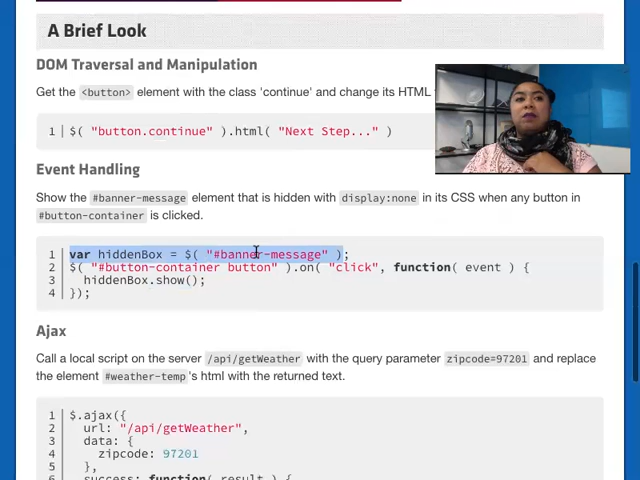 A Brief Look
DOM Traversal and Manipulation
Get the <button> element with the class 'continue' and change its HTML
1 $( "button.continue" ).html( "Next Step..." )
Event Handling
Show the #banner-message element that is hidden with display:none in its CSS when any button in
#button-container is clicked.
1 var hiddenBox = $( "#banner-message" );
2 $( "#button-container button" ).on( "click", function( event ) {
3   hiddenBox.show();
4 });
Ajax
Call a local script on the server /api/getWeather with the query parameter zipcode=97201 and replace
the element #weather-temp's html with the returned text.
1 $.ajax({
2   url: "/api/getWeather",
3   data: {
4     zipcode: 97201
5   },
6   success: function( result ) {